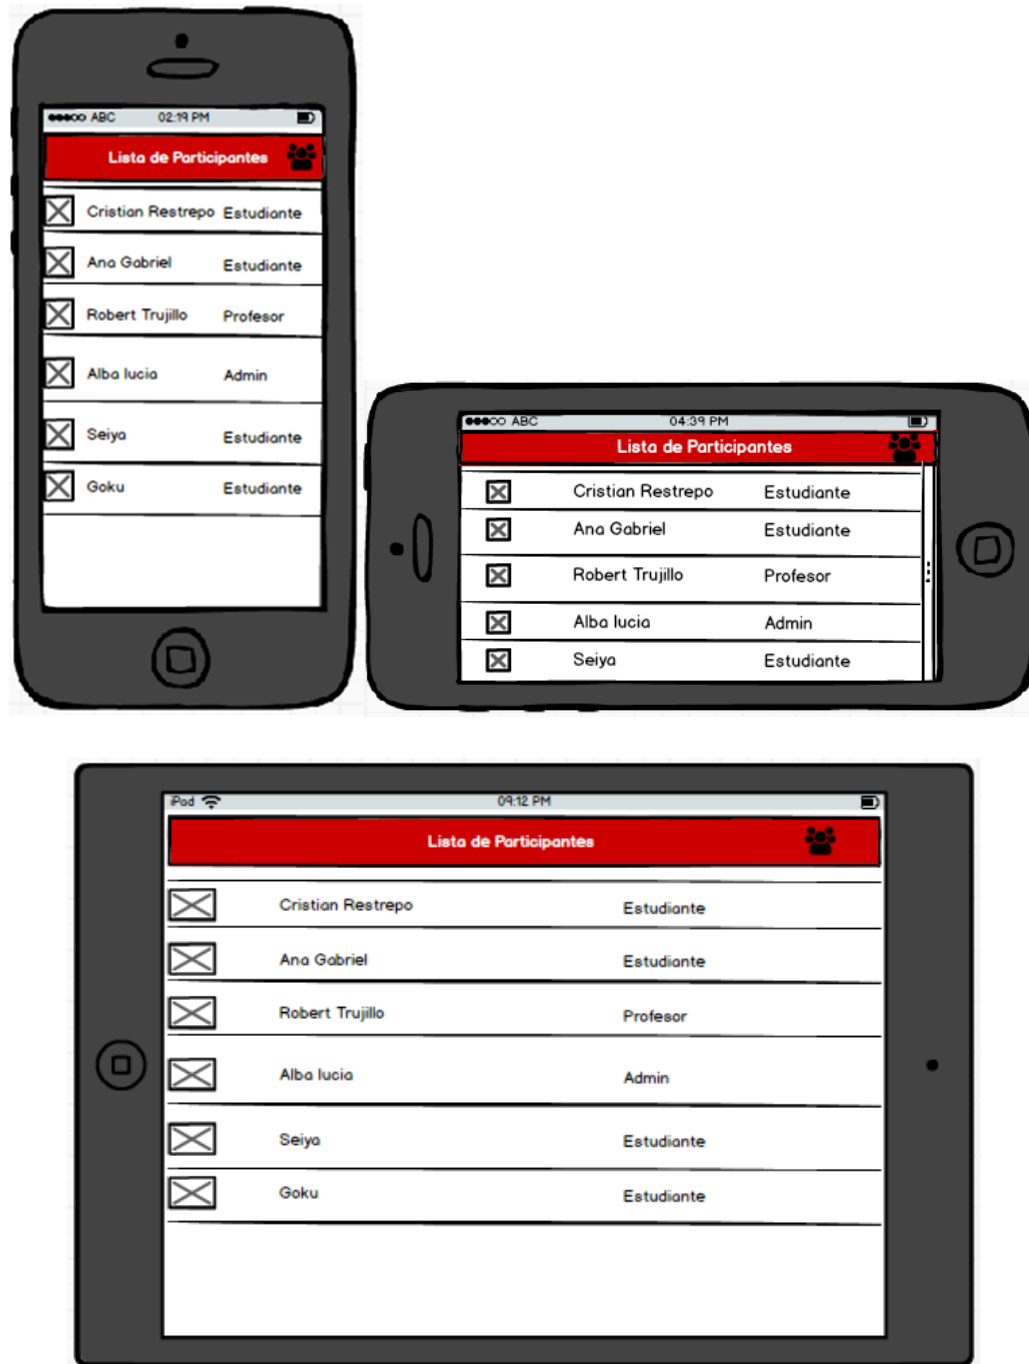 ABC 02:19 PM
Lista de Participantes
Cristian Restrepo Estudiante
Ana Gabriel Estudiante
Robert Trujillo Profesor
Alba lucia Admin
Seiya Estudiante
Goku Estudiante
ABC 04:39 PM
Lista de Participantes
Cristian Restrepo Estudiante
Ana Gabriel Estudiante
Robert Trujillo Profesor
Alba lucia Admin
Seiya Estudiante
iPod 09:12 PM
Lista de Participantes
Cristian Restrepo Estudiante
Ana Gabriel Estudiante
Robert Trujillo Profesor
Alba lucia Admin
Seiya Estudiante
Goku Estudiante